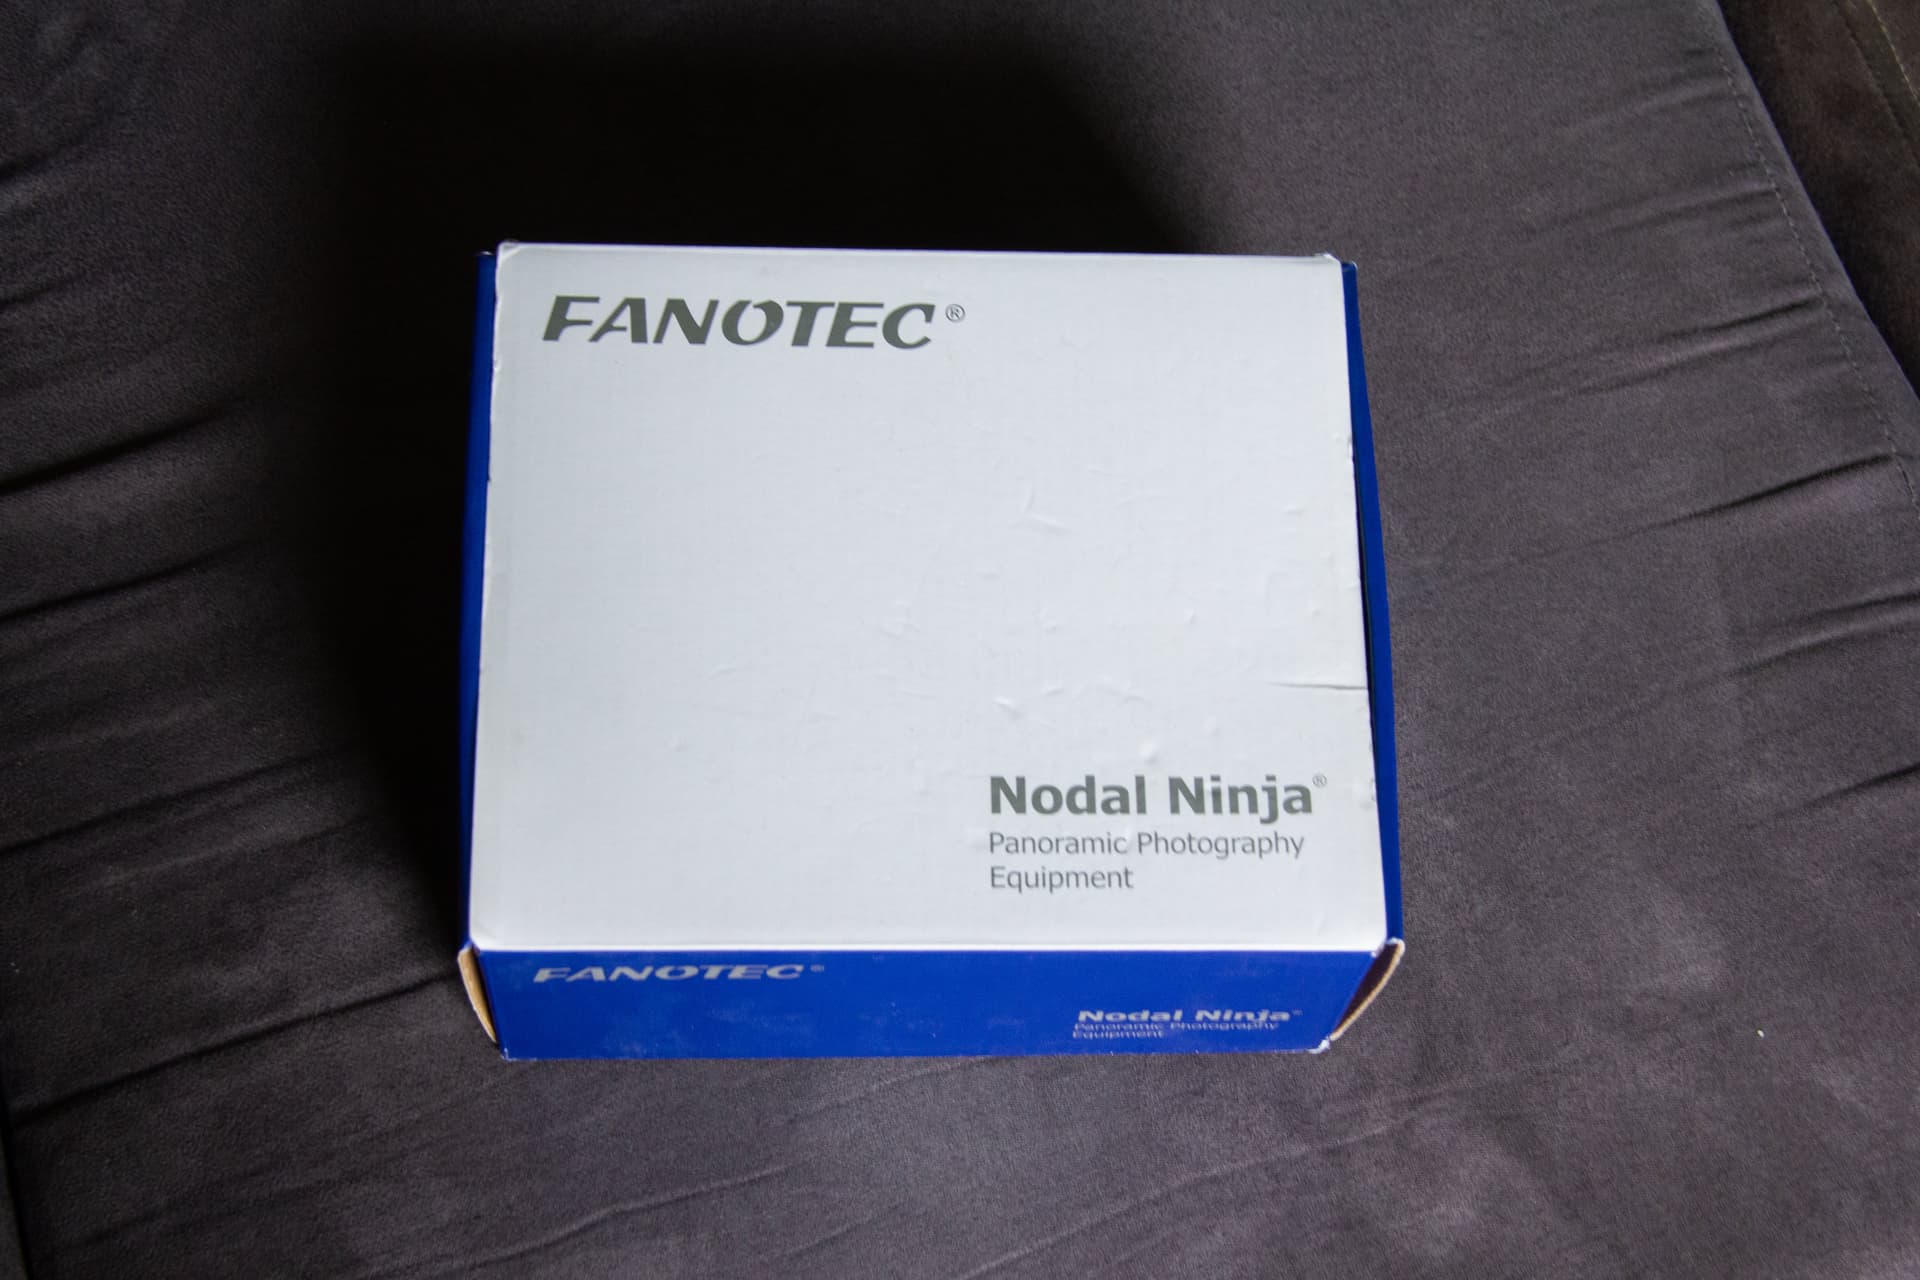 FANOTEC®
Nodal Ninja®
Panoramic Photography
Equipment
FANOTEC®
Nodal Ninja®
Panoramic Photography
Equipment